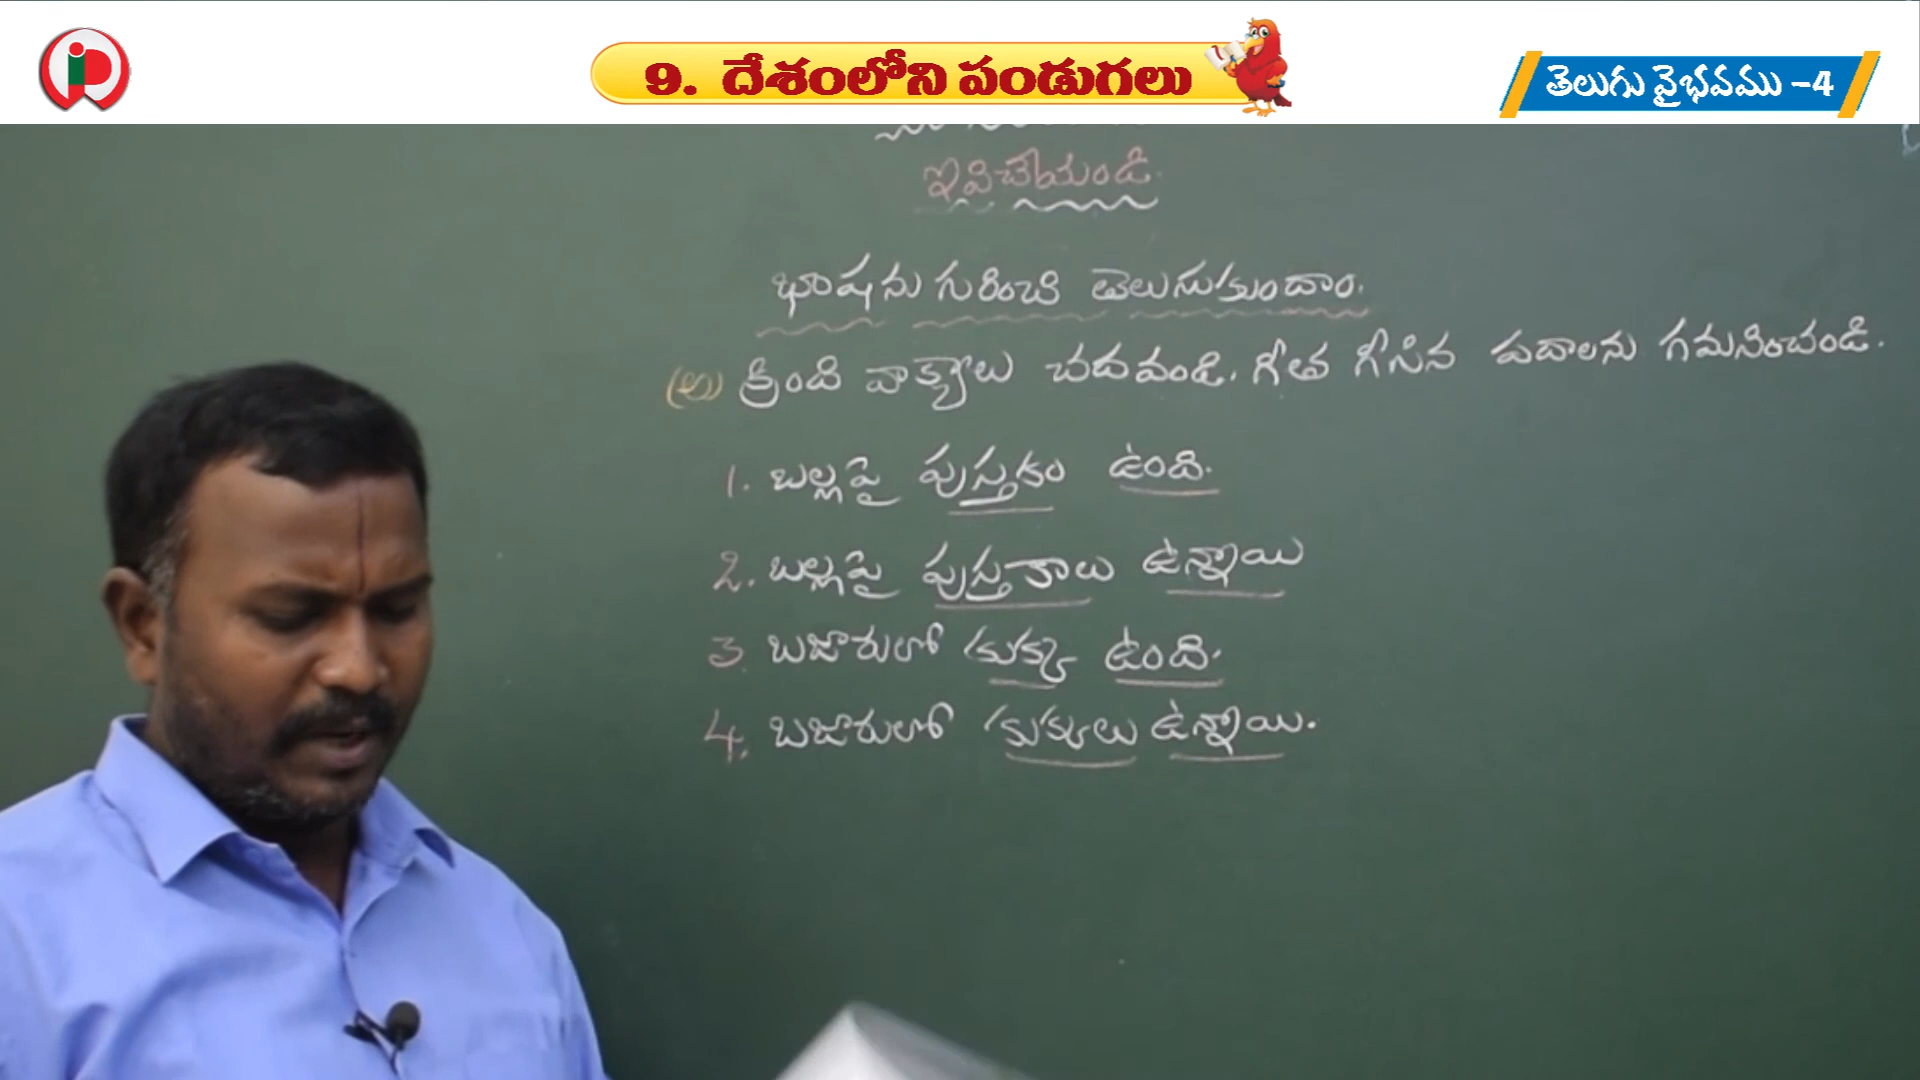 9. దేశంలోని పండుగలు
తెలుగు వైభవము -4
ఇవిచేయండి.
భాషను గురించి తెలుసుకుందాం.
(అ) క్రింది వాక్యాలు చదవండి. గీత గీసిన పదాలను గమనించండి.
1. బల్లపై పుస్తకం ఉంది.
2. బల్లపై పుస్తకాలు ఉన్నాయి
3. బజారులో కుక్క ఉంది.
4. బజారులో కుక్కలు ఉన్నాయి.